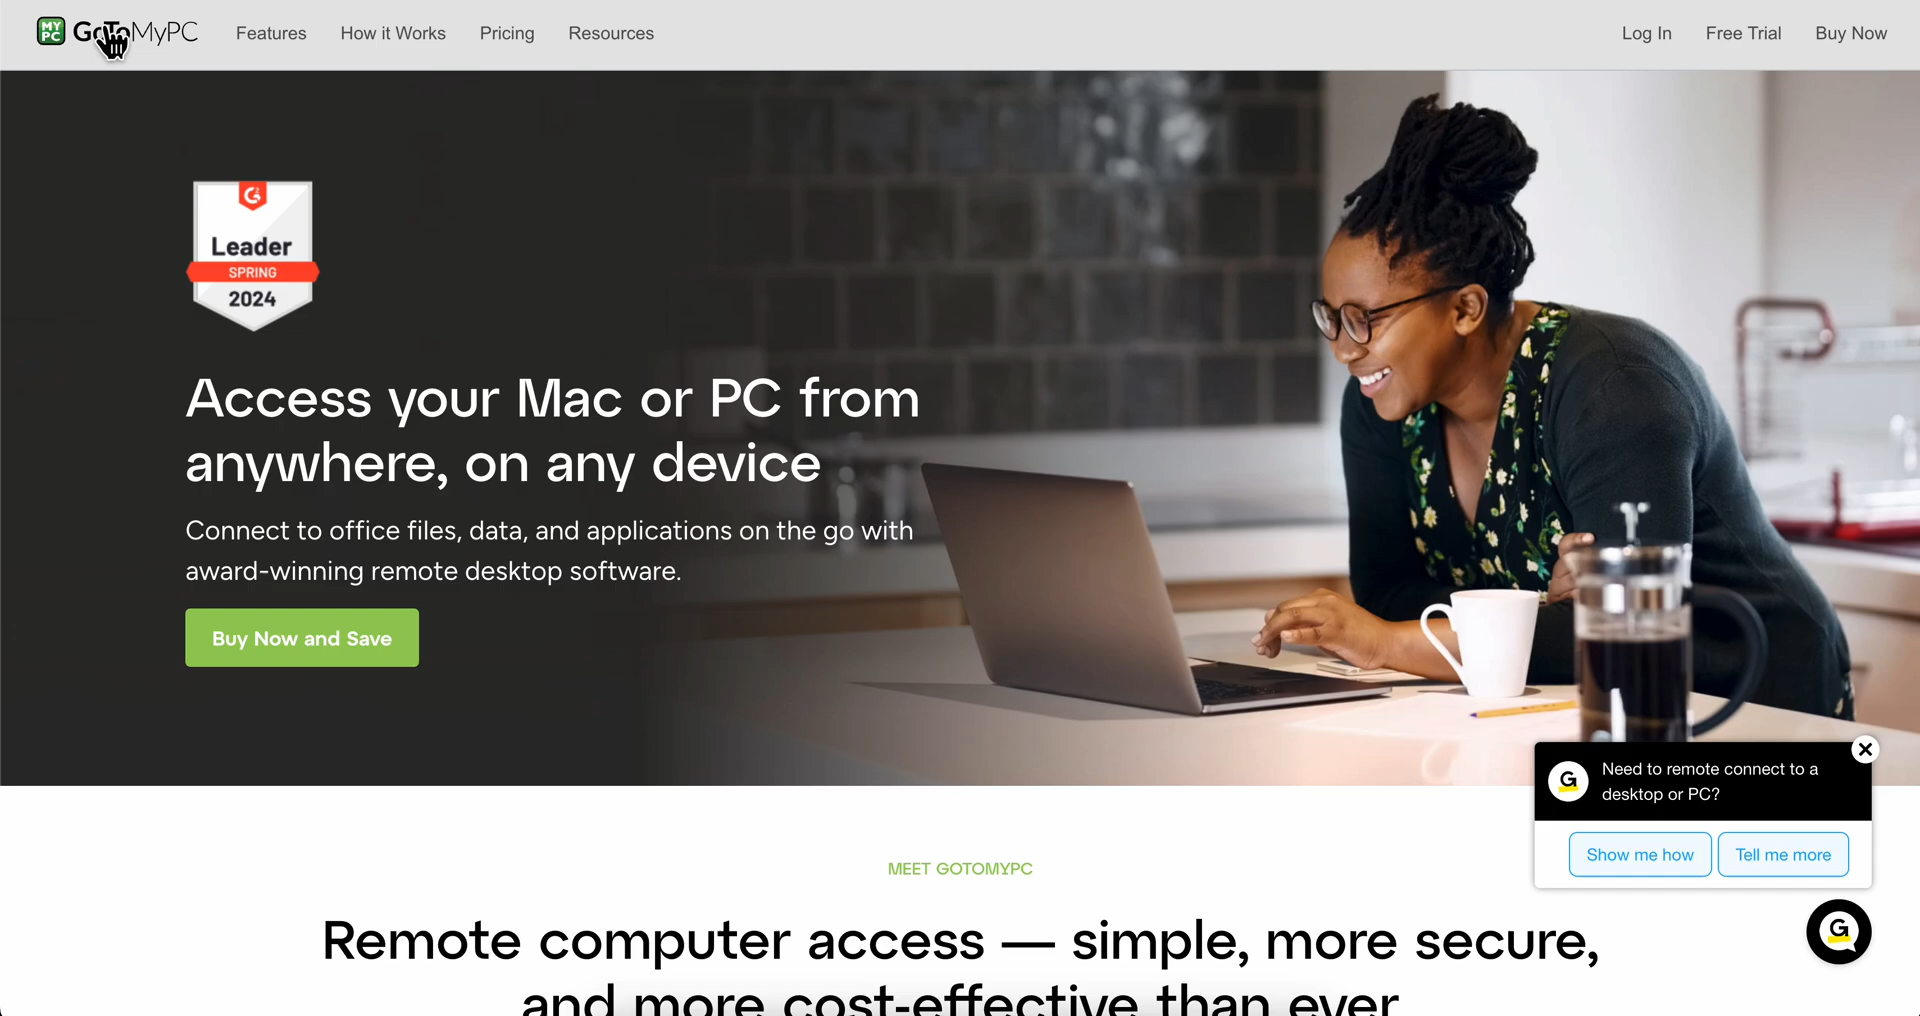 MY
PC
GoToMyPC
Features
How it Works
Pricing
Resources
Log In
Free Trial
Buy Now
Leader
SPRING
2024
Access your Mac or PC from
anywhere, on any device
Connect to office files, data, and applications on the go with
award-winning remote desktop software.
Buy Now and Save
Need to remote connect to a
desktop or PC?
Show me how
Tell me more
MEET GOTOMYPC
Remote computer access — simple, more secure,
and more cost-effective than ever